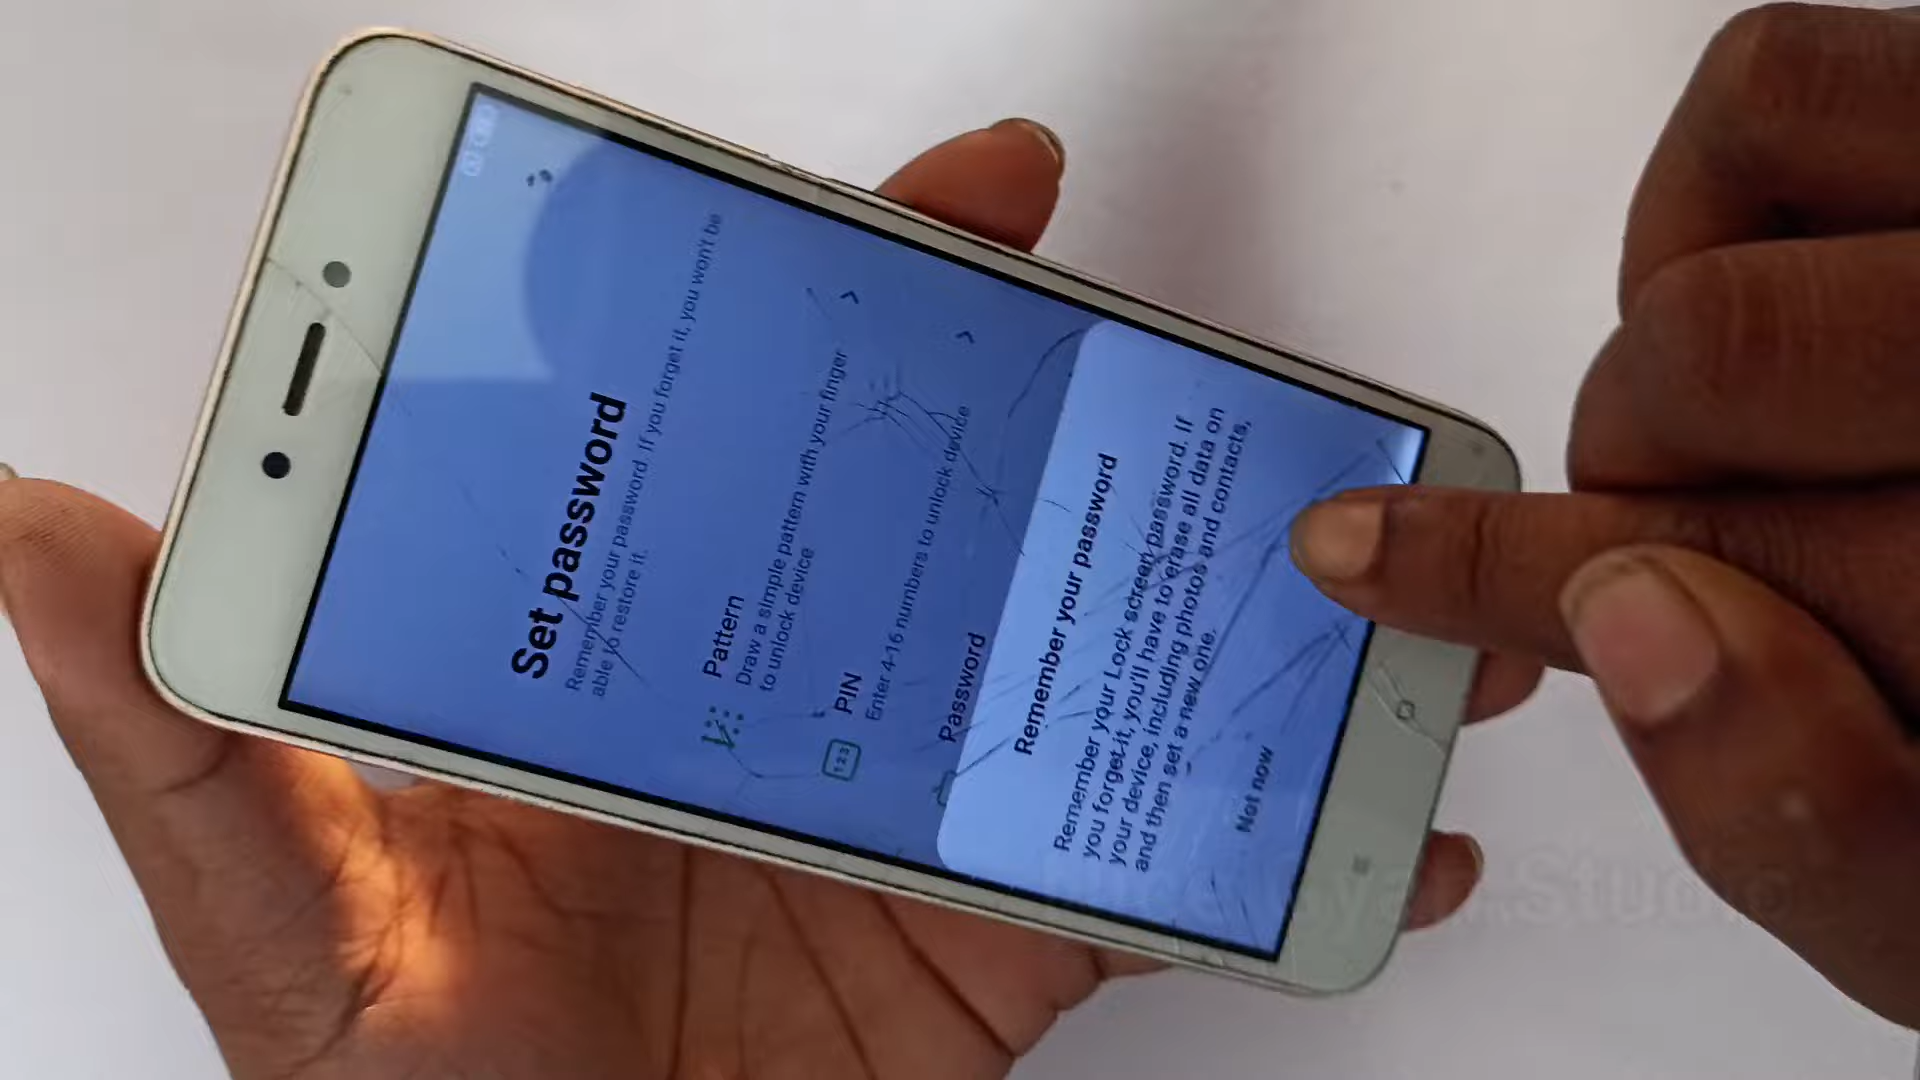 Set password
Remember your password. If you forget it, you won't be
able to restore it.
Pattern
Draw a simple pattern with your finger
to unlock device
123
PIN
Enter 4-16 numbers to unlock device
Password
Remember your password
Remember your Lock screen password. If
you forget it, you'll have to erase all data on
your device, including photos and contacts,
and then set a new one.
Not now
Studio